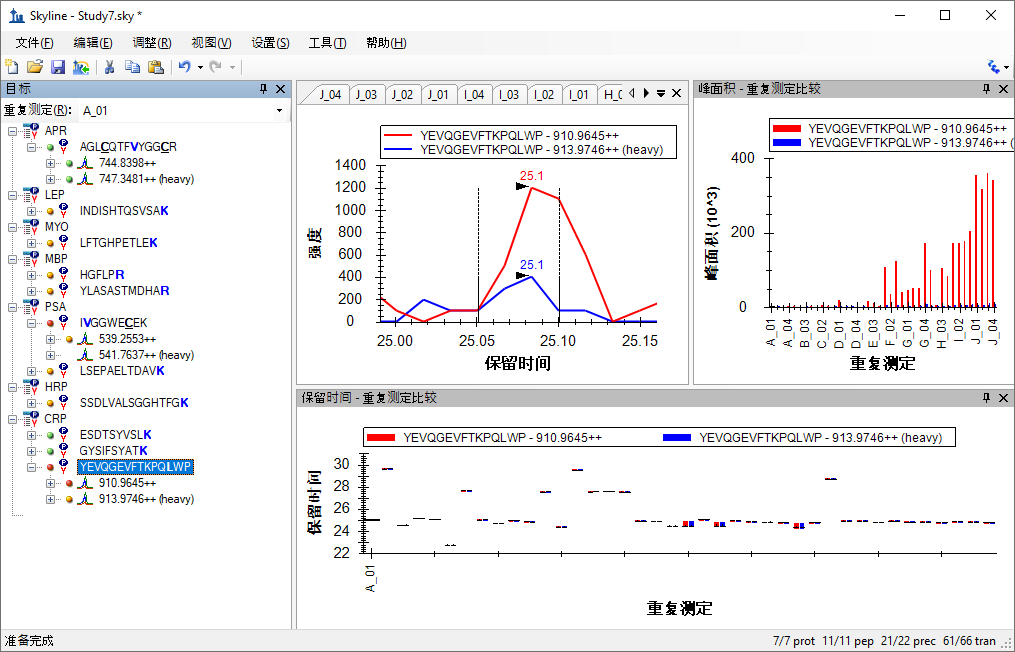 Skyline - Study7.sky *
文件(F) 编辑(E) 调整(R) 视图(V) 设置(S) 工具(T) 帮助(H)
目标
重复测定(R): A_01
APR
AGLCQTFVYGGCR
744.8398++
747.3481++ (heavy)
LEP
INDISHTQSVSAK
MYO
LFTGHPETLEK
MBP
HGFLPR
YLASASTMDHAR
PSA
IVGGWECEK
539.2553++
541.7637++ (heavy)
LSEPAELTDAVK
HRP
SSDLVALSGGHTFGK
CRP
ESDTSYVSLK
GYSIFSYATK
YEVQGEVFTKPQLWP
910.9645++
913.9746++ (heavy)
J_04 J_03 J_02 J_01 I_04 I_03 I_02 I_01 H_0
YEVQGEVFTKPQLWP - 910.9645++
YEVQGEVFTKPQLWP - 913.9746++ (heavy)
1400
1200
1000
800
600
400
200
0
强度
25.1
25.1
25.00 25.05 25.10 25.15
保留时间
峰面积 - 重复测定比较
YEVQGEVFTKPQLWP - 910.9645++
YEVQGEVFTKPQLWP - 913.9746++ (
400
200
0
峰面积 (10^3)
A_01 A_04 B_03 C_02 D_01 D_04 E_03 F_02 G_01 G_04 H_03 I_02 J_01 J_04
重复测定
保留时间 - 重复测定比较
YEVQGEVFTKPQLWP - 910.9645++ YEVQGEVFTKPQLWP - 913.9746++ (heavy)
30
28
26
24
22
保留时间
A_01
重复测定
准备完成 7/7 prot 11/11 pep 21/22 prec 61/66 tran